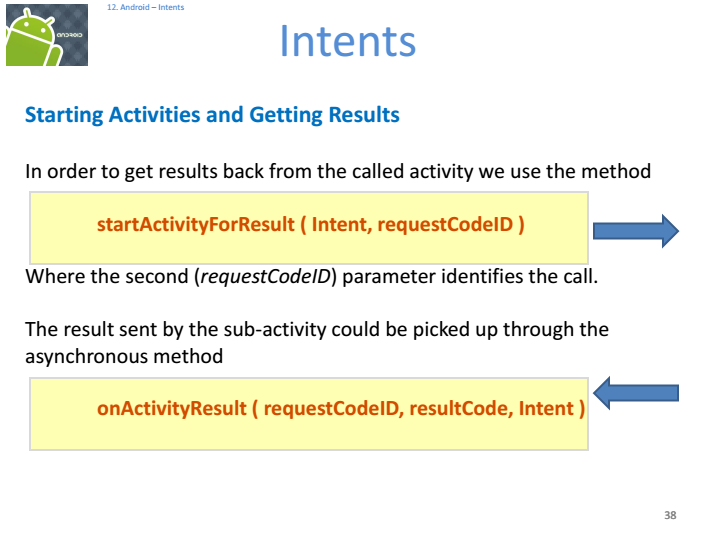 12. Android – Intents
ANDROID
Intents
Starting Activities and Getting Results
In order to get results back from the called activity we use the method
startActivityForResult ( Intent, requestCodeID )
Where the second (requestCodeID) parameter identifies the call.
The result sent by the sub-activity could be picked up through the
asynchronous method
onActivityResult ( requestCodeID, resultCode, Intent )
38